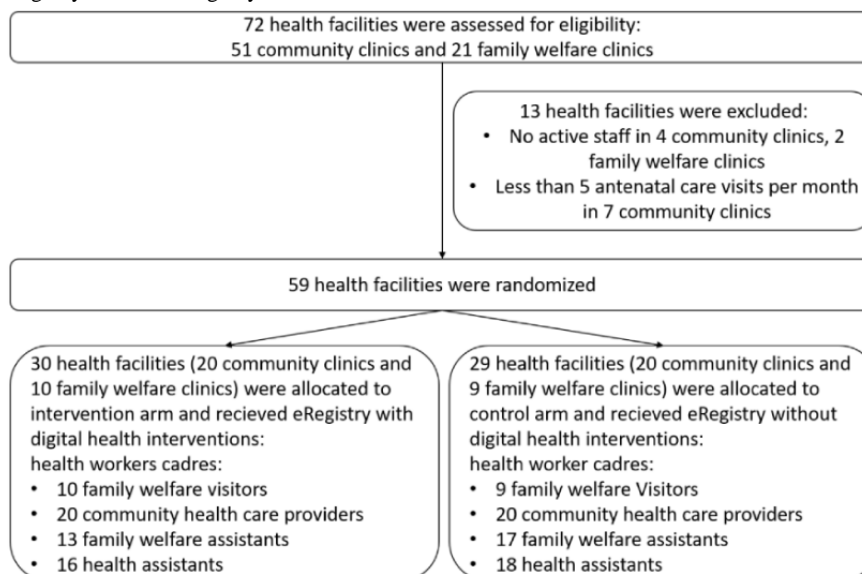 72 health facilities were assessed for eligibility:
51 community clinics and 21 family welfare clinics
13 health facilities were excluded:
• No active staff in 4 community clinics, 2
family welfare clinics
• Less than 5 antenatal care visits per month
in 7 community clinics
59 health facilities were randomized
30 health facilities (20 community clinics and
10 family welfare clinics) were allocated to
intervention arm and recieved eRegistry with
digital health interventions:
health workers cadres:
• 10 family welfare visitors
• 20 community health care providers
• 13 family welfare assistants
• 16 health assistants
29 health facilities (20 community clinics and
9 family welfare clinics) were allocated to
control arm and recieved eRegistry without
digital health interventions:
health worker cadres:
• 9 family welfare Visitors
• 20 community health care providers
• 17 family welfare assistants
• 18 health assistants